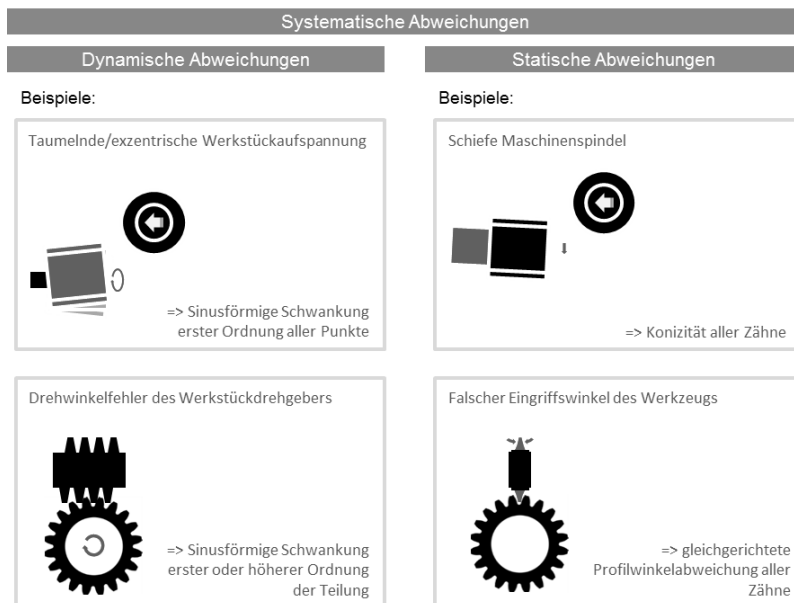 Systematische Abweichungen
Dynamische Abweichungen
Beispiele:
Taumelnde/exzentrische Werkstückaufspannung
=> Sinusförmige Schwankung
erster Ordnung aller Punkte
Drehwinkelfehler des Werkstückdrehgebers
=> Sinusförmige Schwankung
erster oder höherer Ordnung
der Teilung
Statische Abweichungen
Beispiele:
Schiefe Maschinenspindel
=> Konizität aller Zähne
Falscher Eingriffswinkel des Werkzeugs
=> gleichgerichtete
Profilwinkelabweichung aller
Zähne